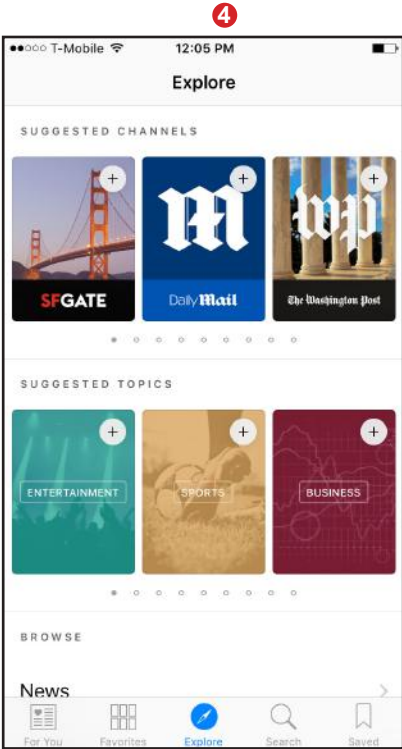 4
T-Mobile 12:05 PM
Explore
SUGGESTED CHANNELS
SFGATE
Daily Mail
The Washington Post
SUGGESTED TOPICS
ENTERTAINMENT
SPORTS
BUSINESS
BROWSE
News
For You Favorites Explore Search Saved